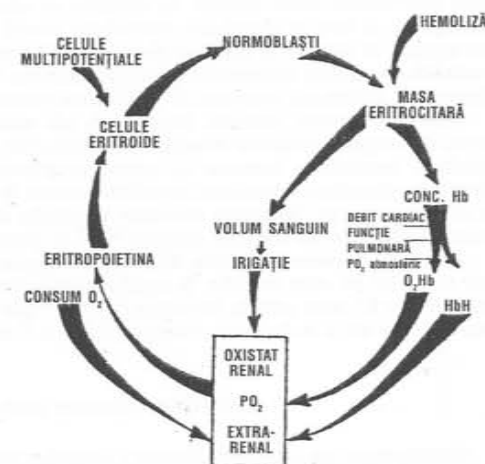 CELULE
MULTIPOTENȚIALE
NORMOBLAȘTI
HEMOLIZĂ
MASA
ERITROCITARĂ
CELULE
ERITROIDE
CONC. Hb
DEBIT CARDIAC
FUNCȚIE
PULMONARĂ
PO₂ atmosferic
VOLUM SANGUIN
IRIGAȚIE
ERITROPOIETINA
CONSUM O₂
O₂Hb
HbH
OXISTAT
RENAL
PO₂
EXTRA-
RENAL